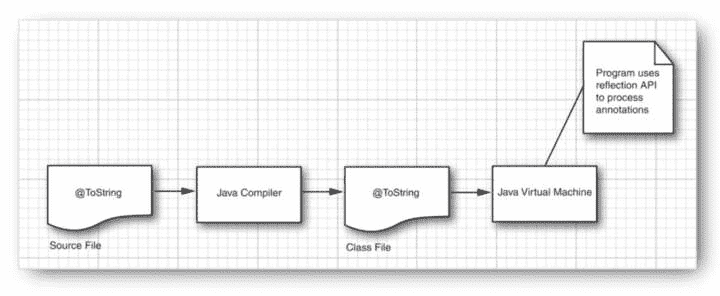 Program uses
reflection API
to process
annotations
@ToString
Java Compiler
@ToString
Java Virtual Machine
Source File
Class File